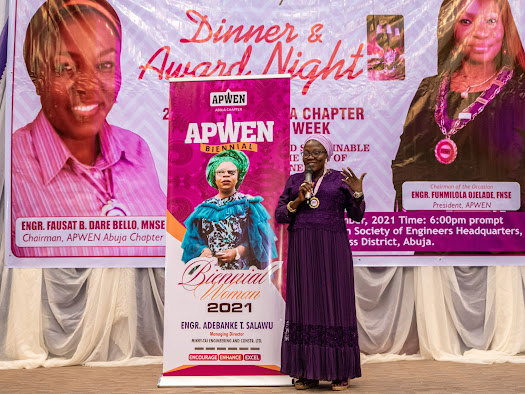 Dinner &
Award Night
ABUJA CHAPTER
WEEK
ENGR. FAUSAT B. DARE BELLO, MNSE
Chairman, APWEN Abuja Chapter
APWEN
ABUJA CHAPTER
APWEN
BIENNIAL
Biennial
Woman
2021
ENGR. ADEBANKE T. SALAWU
Managing Director
ENCOURAGE ENHANCE EXCEL
Chairman of the Occasion
ENGR. FUNMILOLA OJELADE, FNSE
President, APWEN
2021 Time: 6:00pm prompt
Society of Engineers Headquarters,
District, Abuja.